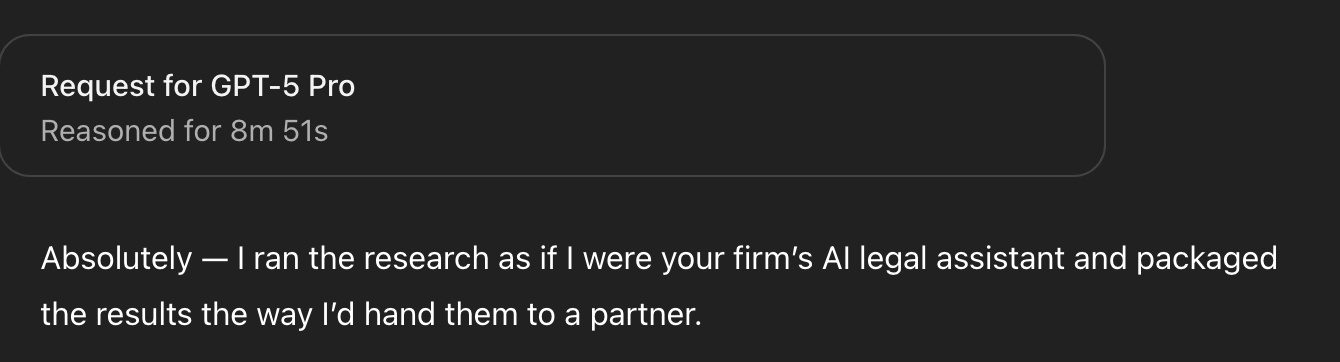 Request for GPT-5 Pro
Reasoned for 8m 51s
Absolutely — I ran the research as if I were your firm’s AI legal assistant and packaged
the results the way I’d hand them to a partner.